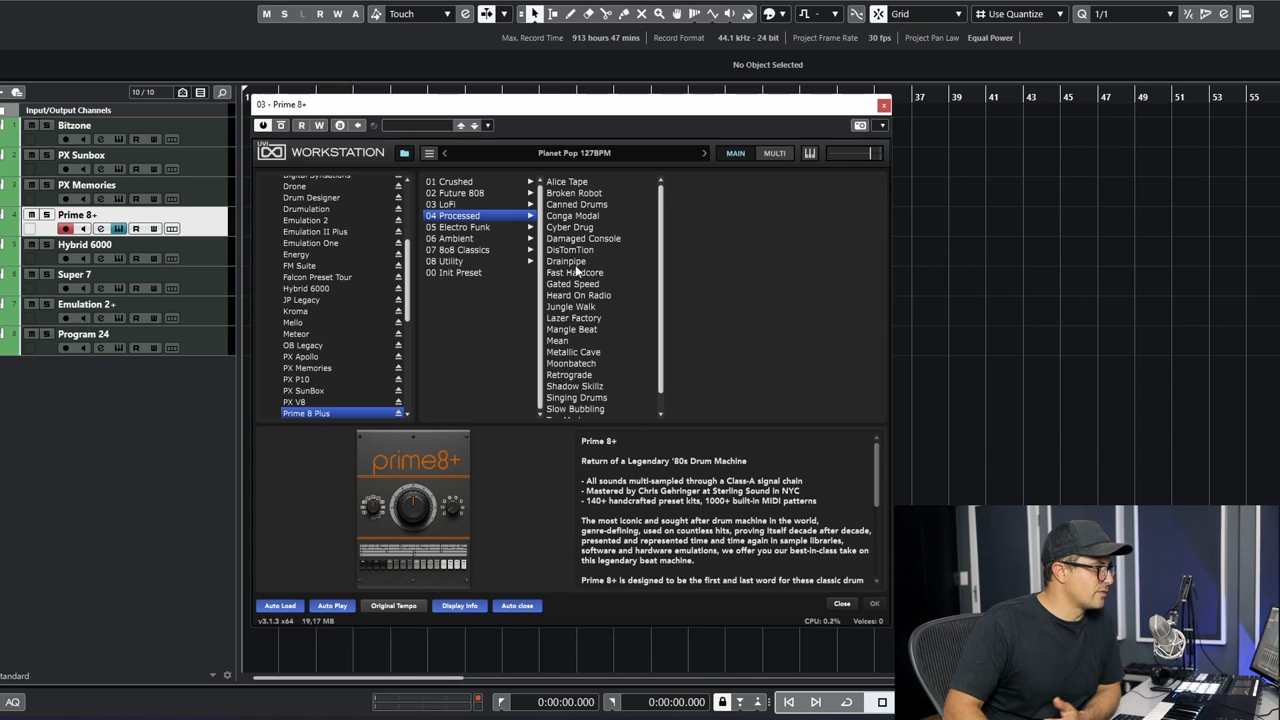 M S L R W A Touch Grid Use Quantize Q 1/1
Max. Record Time 913 hours 47 mins Record Format 44.1 kHz - 24 bit Project Frame Rate 30 fps Project Pan Law Equal Power
No Object Selected
10 / 10
Input/Output Channels
1 37 39 41 43 45 47 49 51 53 55
1 m S Bitzone
R W
2 m S PX Sunbox
R W
3 m S PX Memories
R W
4 m S Prime 8+
R W
5 m S Hybrid 6000
R W
6 m S Super 7
R W
7 m S Emulation 2+
R W
8 m S Program 24
R W
03 - Prime 8+
x
R W
UVI WORKSTATION Planet Pop 127BPM MAIN MULTI
Drone
Drum Designer
Drumulation
Emulation 2
Emulation II Plus
Emulation One
Energy
FM Suite
Falcon Preset Tour
Hybrid 6000
JP Legacy
Kroma
Mello
Meteor
OB Legacy
PX Apollo
PX Memories
PX P10
PX SunBox
PX V8
Prime 8 Plus
01 Crushed
02 Future 808
03 LoFi
04 Processed
05 Electro Funk
06 Ambient
07 8o8 Classics
08 Utility
00 Init Preset
Alice Tape
Broken Robot
Canned Drums
Conga Modal
Cyber Drug
Damaged Console
DisTomTion
Drainpipe
Fast Hardcore
Gated Speed
Heard On Radio
Jungle Walk
Lazer Factory
Mangle Beat
Mean
Metallic Cave
Moonbatech
Retrograde
Shadow Skillz
Singing Drums
Slow Bubbling
prime8+
Prime 8+
Return of a Legendary '80s Drum Machine
- All sounds multi-sampled through a Class-A signal chain
- Mastered by Chris Gehringer at Sterling Sound in NYC
- 140+ handcrafted preset kits, 1000+ built-in MIDI patterns
The most iconic and sought after drum machine in the world,
genre-defining, used on countless hits, proving itself decade after decade,
presented and represented time and time again in sample libraries,
software and hardware emulations, we offer you our best-in-class take on
this legendary beat machine.
Prime 8+ is designed to be the first and last word for these classic drum
Auto Load Auto Play Original Tempo Display Info Auto close Close OK
v3.1.3 x64 19,17 MB CPU: 0.2% Voices: 0
AQ 0:00:00.000 0:00:00.000